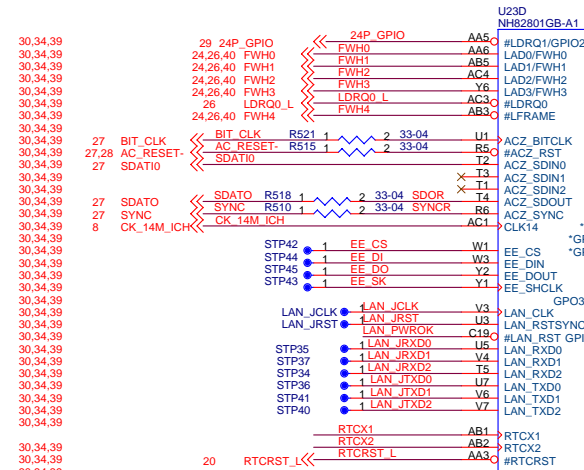 U23D
NH82801GB-A1
30,34,39 29 24P_GPIO 24P_GPIO AA5 #LDRQ1/GPIO2
30,34,39 24,26,40 FWH0 FWH0 AA6 LAD0/FWH0
30,34,39 24,26,40 FWH1 FWH1 AB5 LAD1/FWH1
30,34,39 24,26,40 FWH2 FWH2 AC4 LAD2/FWH2
30,34,39 24,26,40 FWH3 FWH3 Y6 LAD3/FWH3
30,34,39 26 LDRQ0_L LDRQ0_L AC3 #LDRQ0
30,34,39 24,26,40 FWH4 FWH4 AB3 #LFRAME
30,34,39
30,34,39 27 BIT_CLK BIT_CLK R521 1 2 33-04 U1 ACZ_BITCLK
30,34,39 27,28 AC_RESET- AC_RESET- R515 1 2 33-04 R5 #ACZ_RST
30,34,39 27 SDATI0 SDATI0 T2 ACZ_SDIN0
30,34,39 T3 ACZ_SDIN1
30,34,39 T1 ACZ_SDIN2
30,34,39 27 SDATO SDATO R518 1 2 33-04 SDOR T4 ACZ_SDOUT
30,34,39 27 SYNC SYNC R510 1 2 33-04 SYNCR R6 ACZ_SYNC
30,34,39 8 CK_14M_ICH CK_14M_ICH AC1 CLK14 *
30,34,39 *GP
30,34,39 STP42 1 EE_CS W1 EE_CS *GP
30,34,39 STP44 1 EE_DI W3 EE_DIN
30,34,39 STP45 1 EE_DO Y2 EE_DOUT
30,34,39 STP43 1 EE_SK Y1 EE_SHCLK
30,34,39 GPO3
30,34,39 LAN_JCLK 1 LAN_JCLK V3 LAN_CLK
30,34,39 LAN_JRST 1 LAN_JRST U3 LAN_RSTSYNC
30,34,39 LAN_PWROK C19 #LAN_RST GPI
30,34,39 STP35 1 LAN_JRXD0 U5 LAN_RXD0
30,34,39 STP37 1 LAN_JRXD1 V4 LAN_RXD1
30,34,39 STP34 1 LAN_JRXD2 T5 LAN_RXD2
30,34,39 STP36 1 LAN_JTXD0 U7 LAN_TXD0
30,34,39 STP41 1 LAN_JTXD1 V6 LAN_TXD1
30,34,39 STP40 1 LAN_JTXD2 V7 LAN_TXD2
30,34,39
30,34,39 RTCX1 AB1 RTCX1
30,34,39 RTCX2 AB2 RTCX2
30,34,39 20 RTCRST_L AA3 #RTCRST